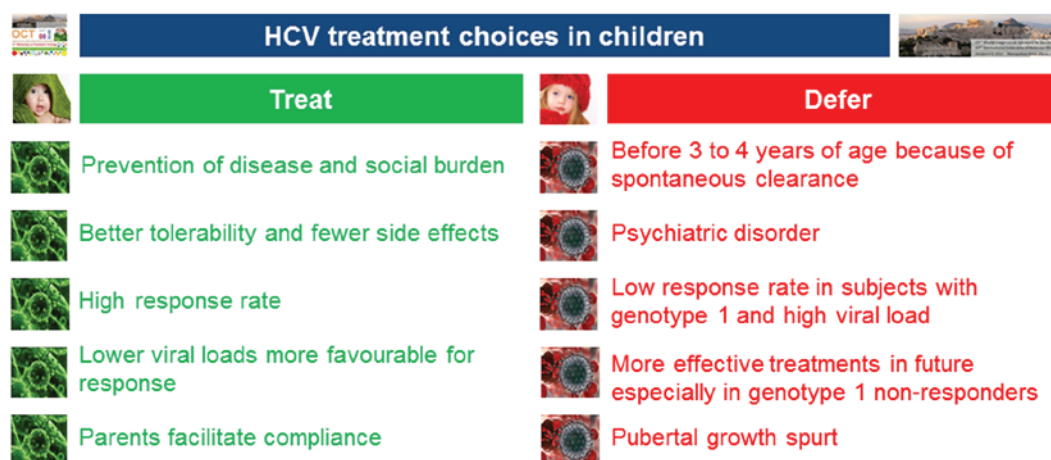 OCT
HCV treatment choices in children
Treat
Prevention of disease and social burden
Better tolerability and fewer side effects
High response rate
Lower viral loads more favourable for
response
Parents facilitate compliance
Defer
Before 3 to 4 years of age because of
spontaneous clearance
Psychiatric disorder
Low response rate in subjects with
genotype 1 and high viral load
More effective treatments in future
especially in genotype 1 non-responders
Pubertal growth spurt